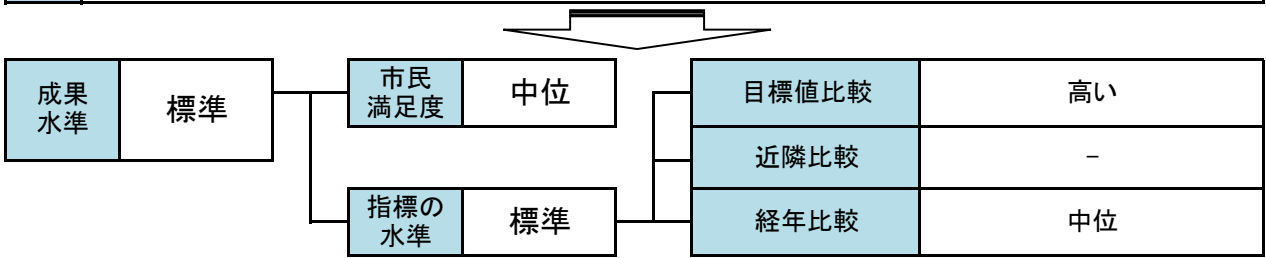 成果
水準
標準
市民
満足度
中位
指標の
水準
標準
目標値比較
高い
近隣比較
－
経年比較
中位